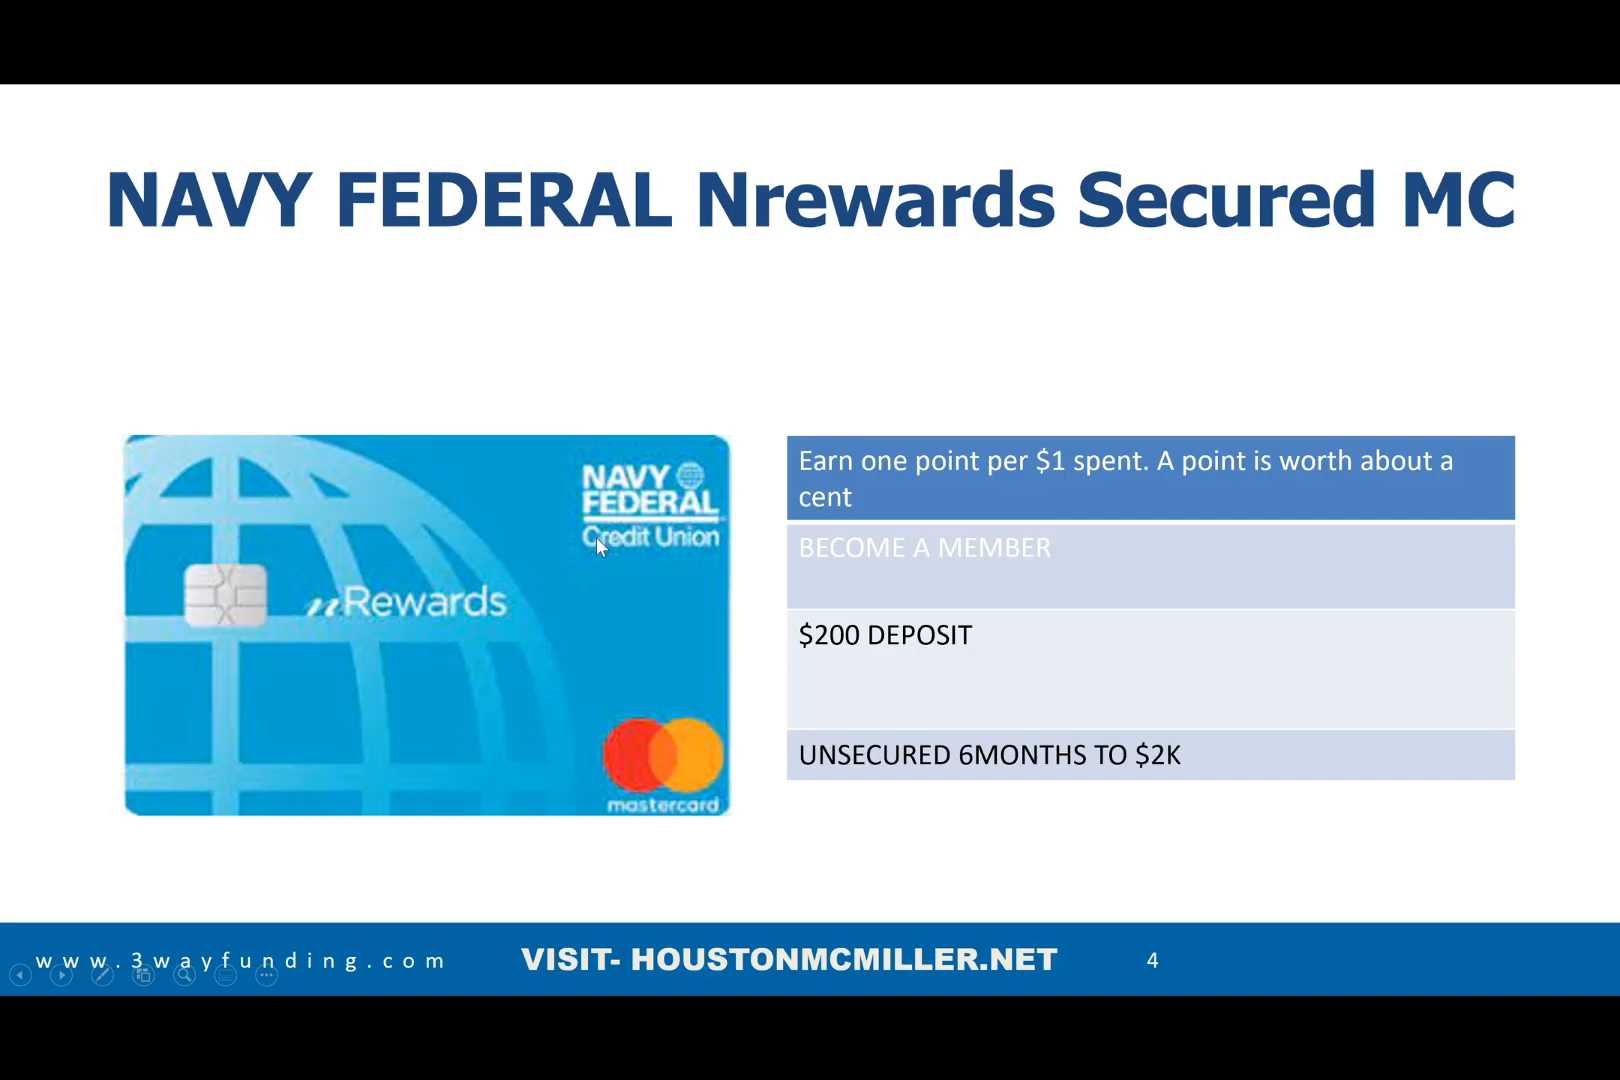 NAVY FEDERAL Nrewards Secured MC
NAVY
FEDERAL
Credit Union
nRewards
mastercard
Earn one point per $1 spent. A point is worth about a
cent
BECOME A MEMBER
$200 DEPOSIT
UNSECURED 6MONTHS TO $2K
www.3wayfunding.com
VISIT- HOUSTONMCMILLER.NET
4